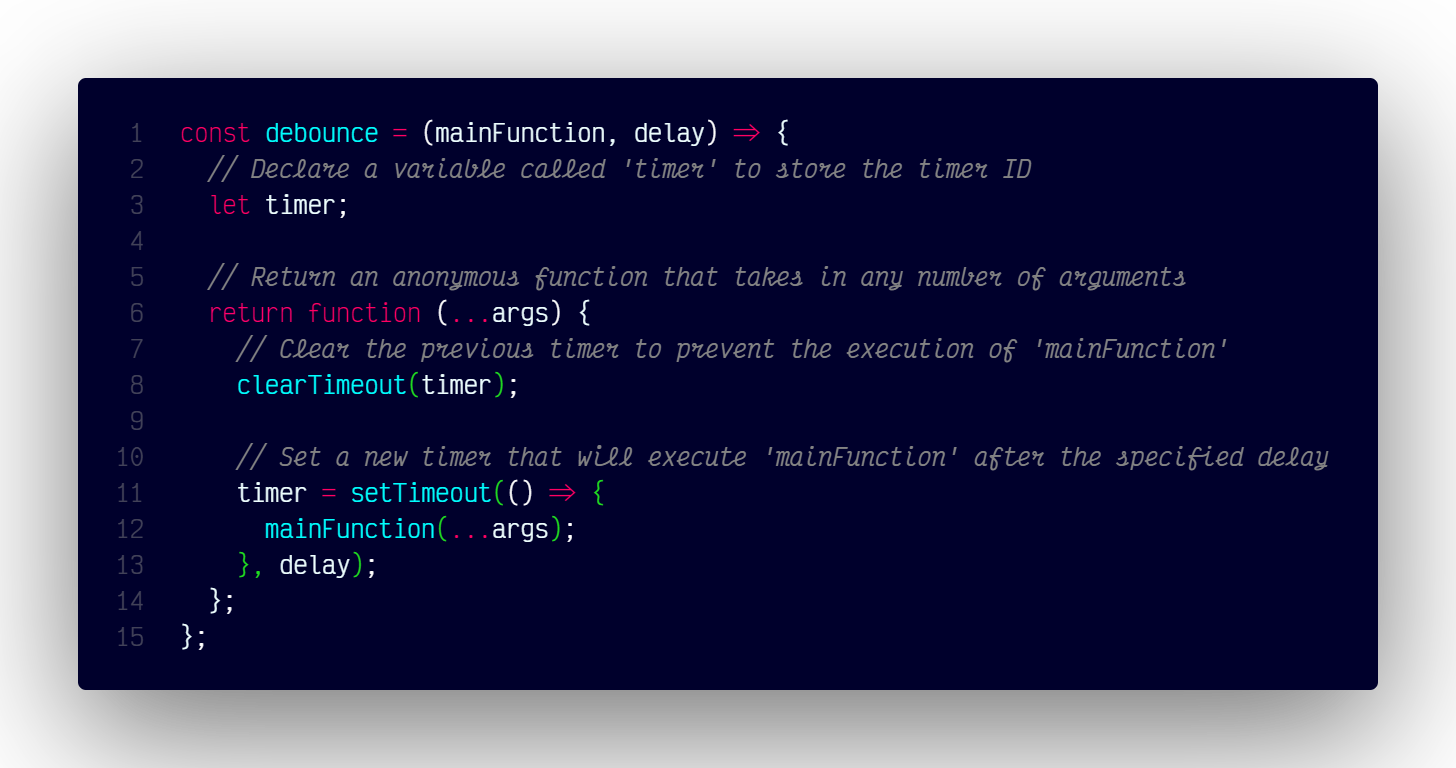 1 const debounce = (mainFunction, delay) => {
2 // Declare a variable called 'timer' to store the timer ID
3 let timer;
4
5 // Return an anonymous function that takes in any number of arguments
6 return function (...args) {
7 // Clear the previous timer to prevent the execution of 'mainFunction'
8 clearTimeout(timer);
9
10 // Set a new timer that will execute 'mainFunction' after the specified delay
11 timer = setTimeout(() => {
12 mainFunction(...args);
13 }, delay);
14 };
15 };